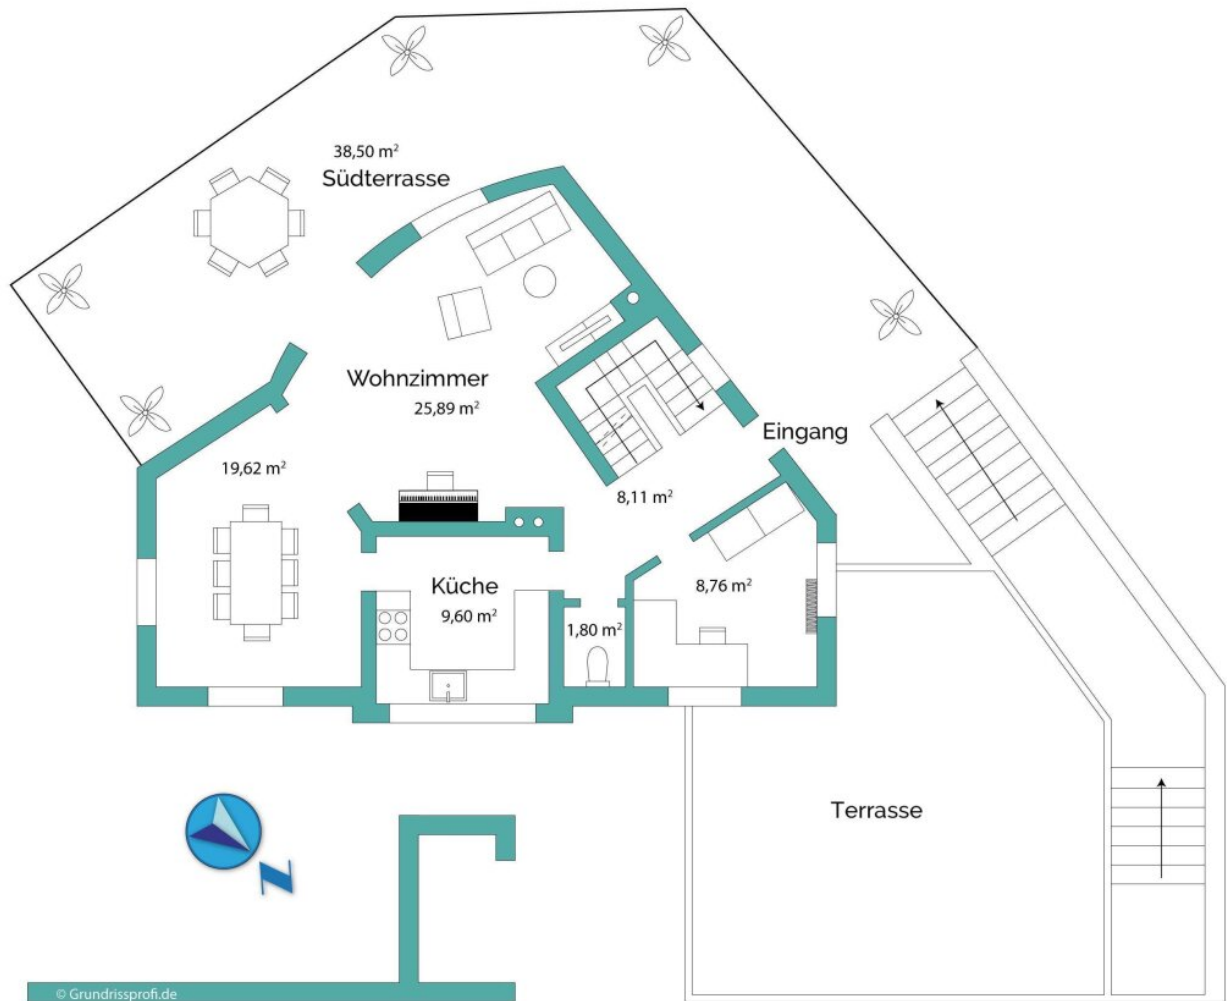 38,50 m²
Südterrasse
Wohnzimmer
25,89 m²
Eingang
19,62 m²
8,11 m²
Küche
9,60 m²
8,76 m²
1,80 m²
Terrasse
N
© Grundrissprofi.de